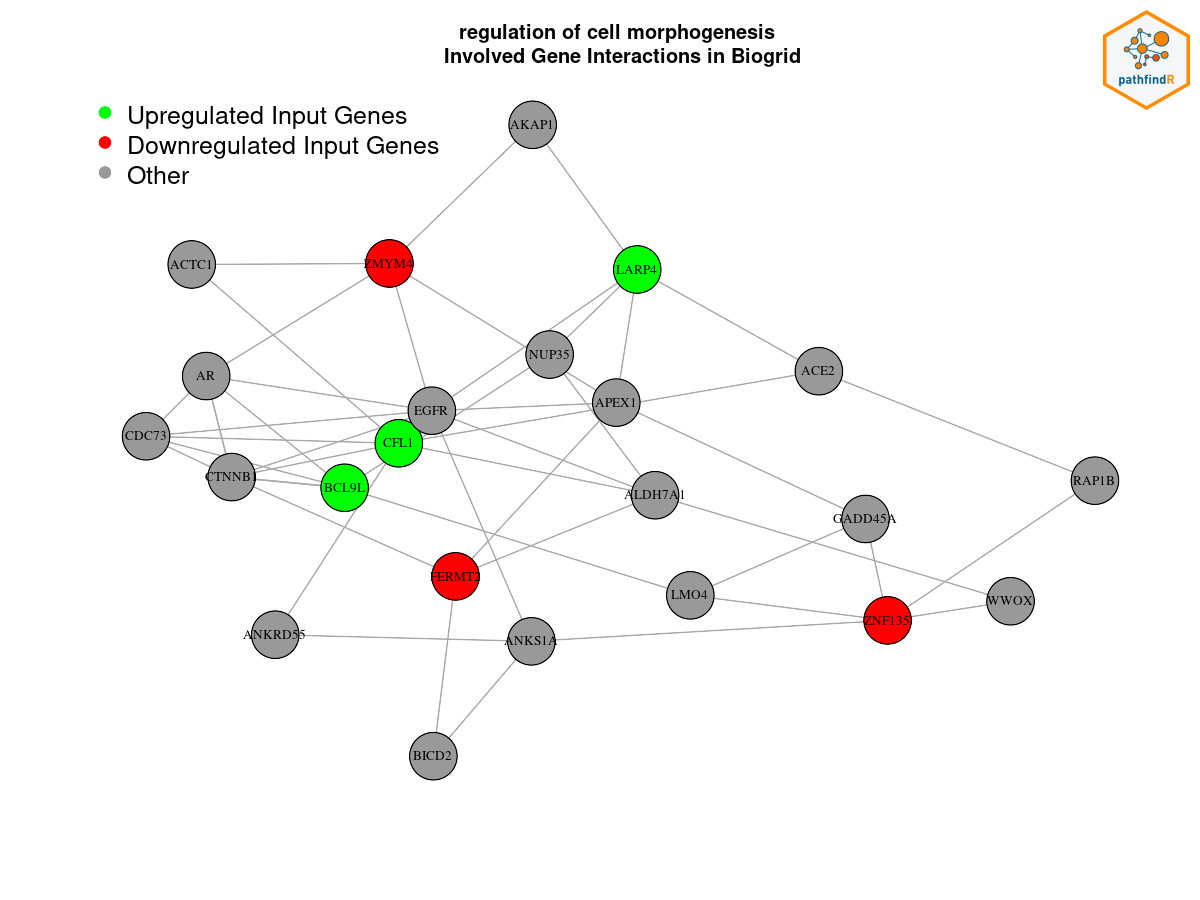 regulation of cell morphogenesis
Involved Gene Interactions in Biogrid
pathfindR
Upregulated Input Genes
Downregulated Input Genes
Other
AKAP1
ACTC1
ZMYM4
LARP4
NUP35
ACE2
AR
EGFR
APEX1
CDC73
CFL1
CTNNB1
BCL9L
ALDH7A1
RAP1B
GADD45A
FERMT2
LMO4
WWOX
ZNF135
ANKRD55
ANKS1A
BICD2